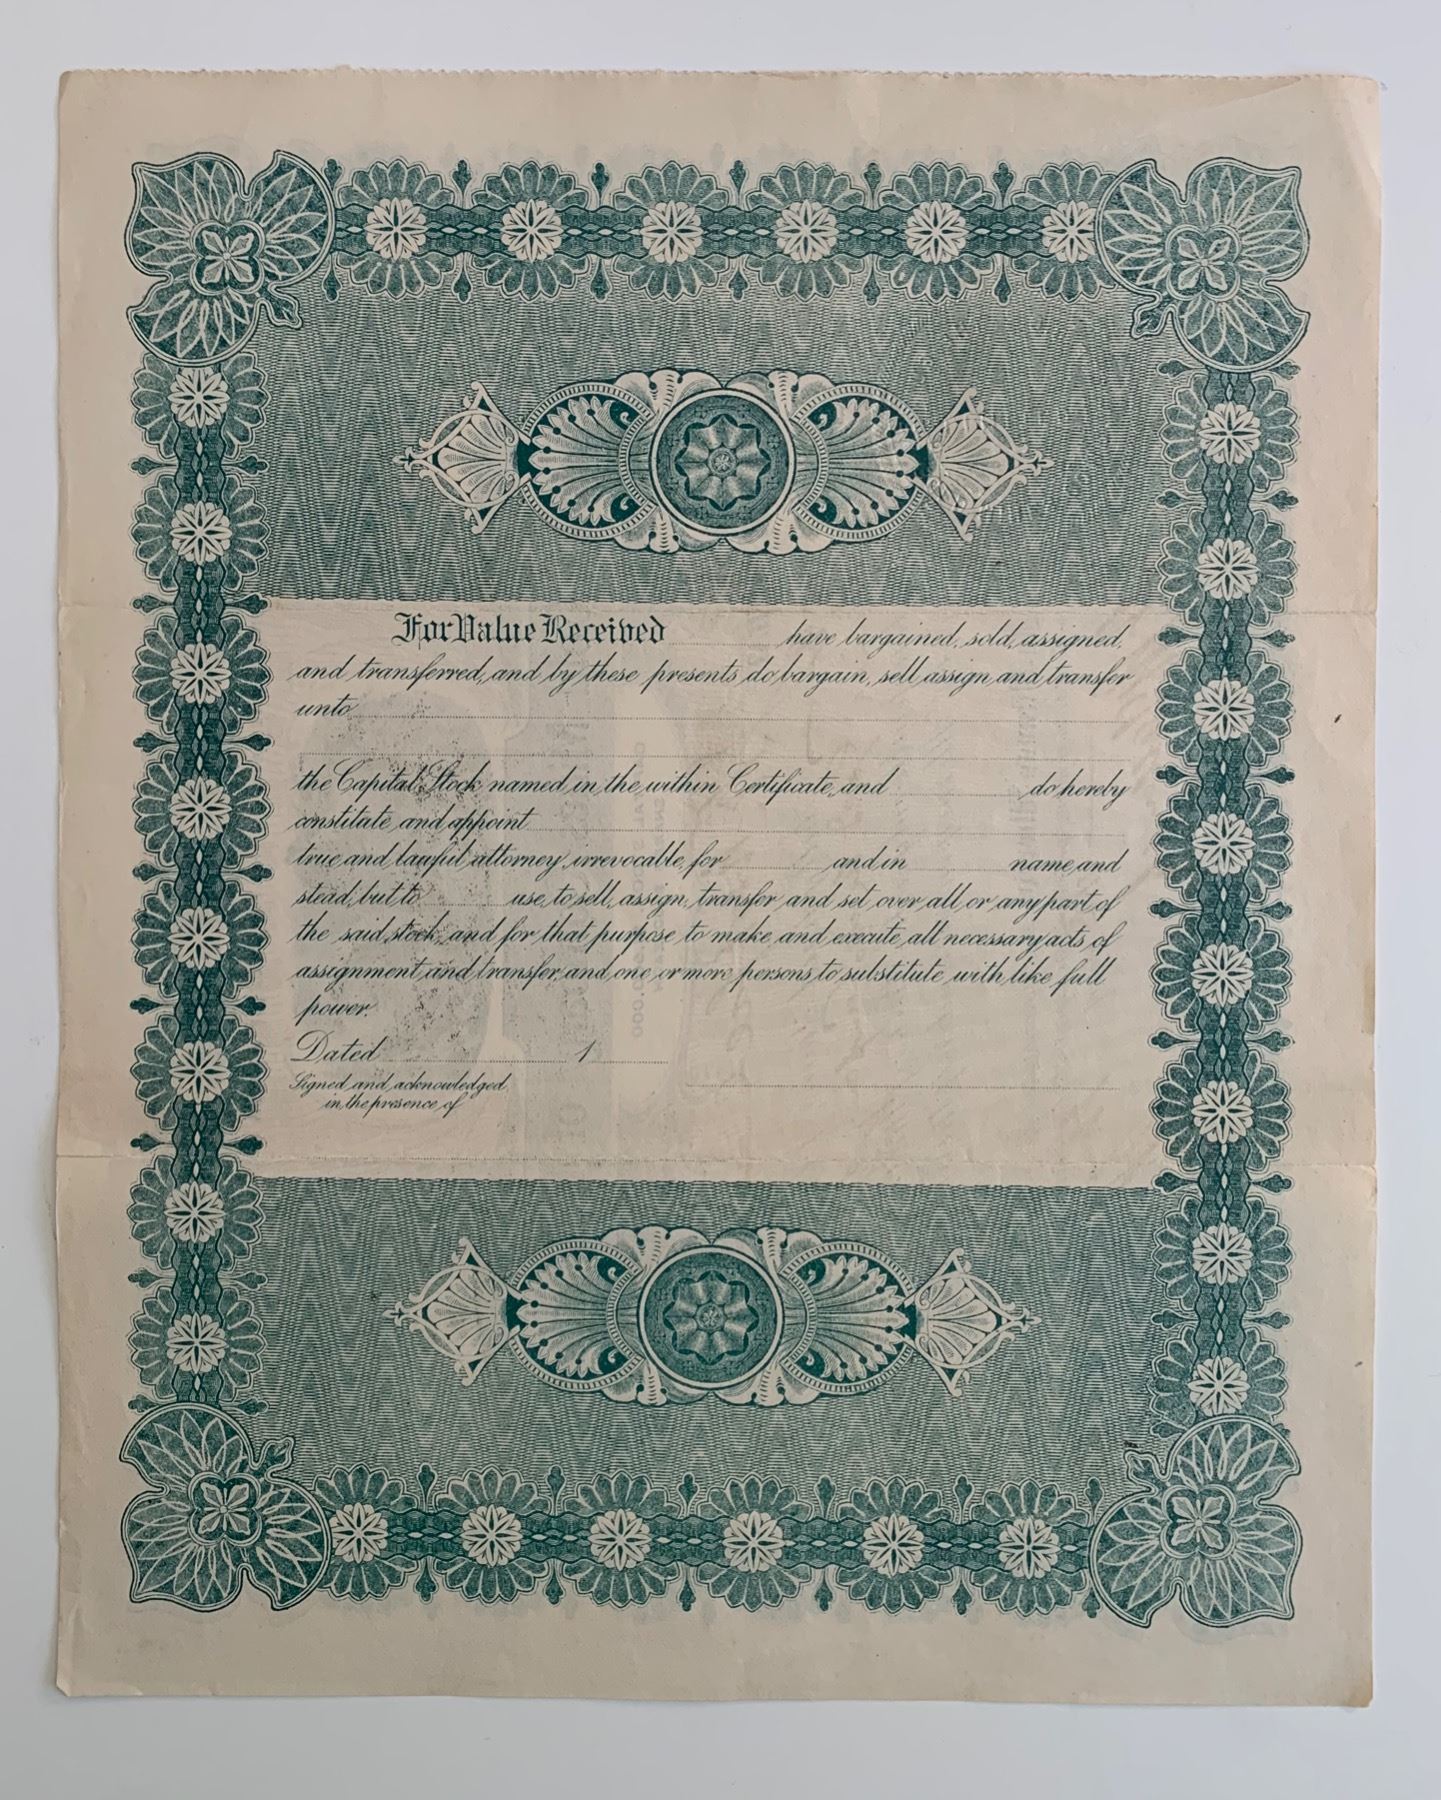 For Value Received have bargained, sold, assigned,
and transferred, and by these presents do bargain, sell assign and transfer
unto
the Capital Stock named in the within Certificate, and do hereby
constitute and appoint
true and lawful attorney, irrevocable, for and in name and
stead, but to use, to sell, assign, transfer and set over all or any part of
the said stock, and for that purpose to make and execute all necessary acts of
assignment and transfer, and one or more persons to substitute with like full
power.
Dated 1
Signed and acknowledged
in the presence of